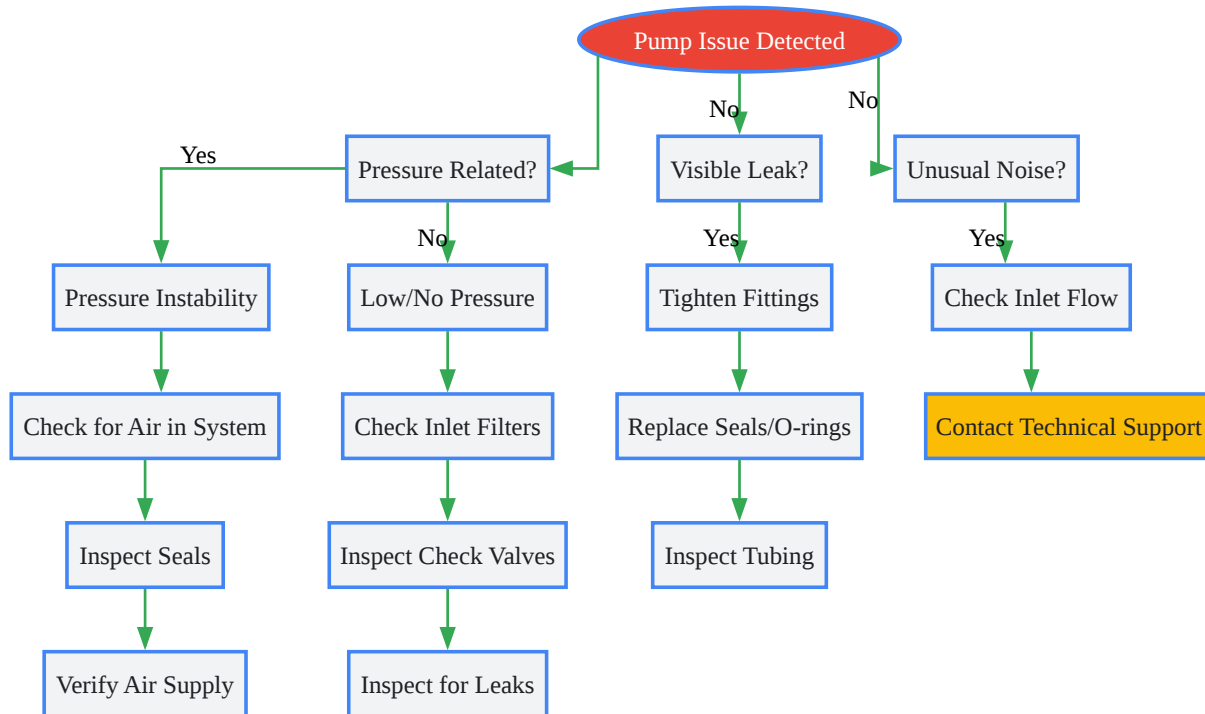 Pump Issue Detected
No
No
Yes
Pressure Related?
Visible Leak?
Unusual Noise?
No
Yes
Yes
Pressure Instability
Low/No Pressure
Tighten Fittings
Check Inlet Flow
Check for Air in System
Check Inlet Filters
Replace Seals/O-rings
Contact Technical Support
Inspect Seals
Inspect Check Valves
Inspect Tubing
Verify Air Supply
Inspect for Leaks